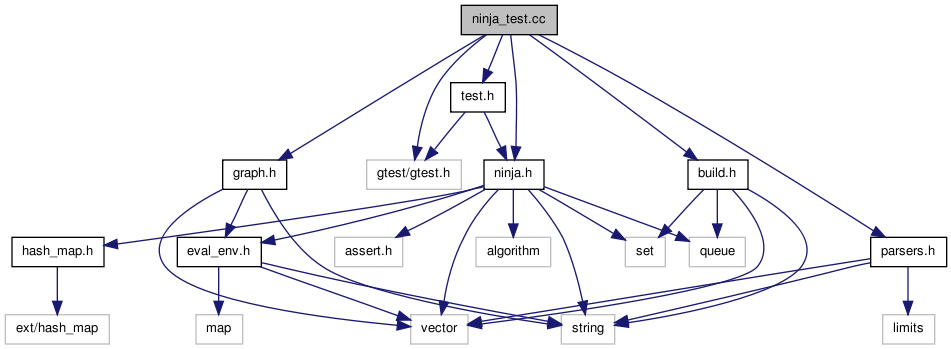 ninja_test.cc
test.h
graph.h
gtest/gtest.h
ninja.h
build.h
hash_map.h
eval_env.h
assert.h
algorithm
set
queue
parsers.h
ext/hash_map
map
vector
string
limits